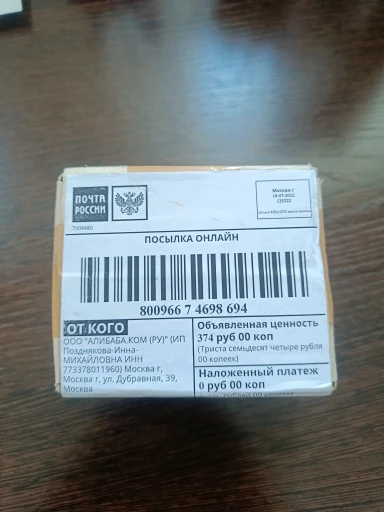 ПОЧТА
РОССИИ
Москва г
125222
ПОСЫЛКА ОНЛАЙН
800966 7 4698 694
ОТ КОГО
ООО "АЛИБАБА.КОМ (РУ)" (ИП
Позднякова-Инна-
МИХАЙЛОВНА ИНН
773378011960) Москва г,
Москва г, ул. Дубравная, 39,
Москва
Объявленная ценность
374 руб 00 коп
(Триста семьдесят четыре рубля
00 копеек)
Наложенный платеж
0 руб 00 коп